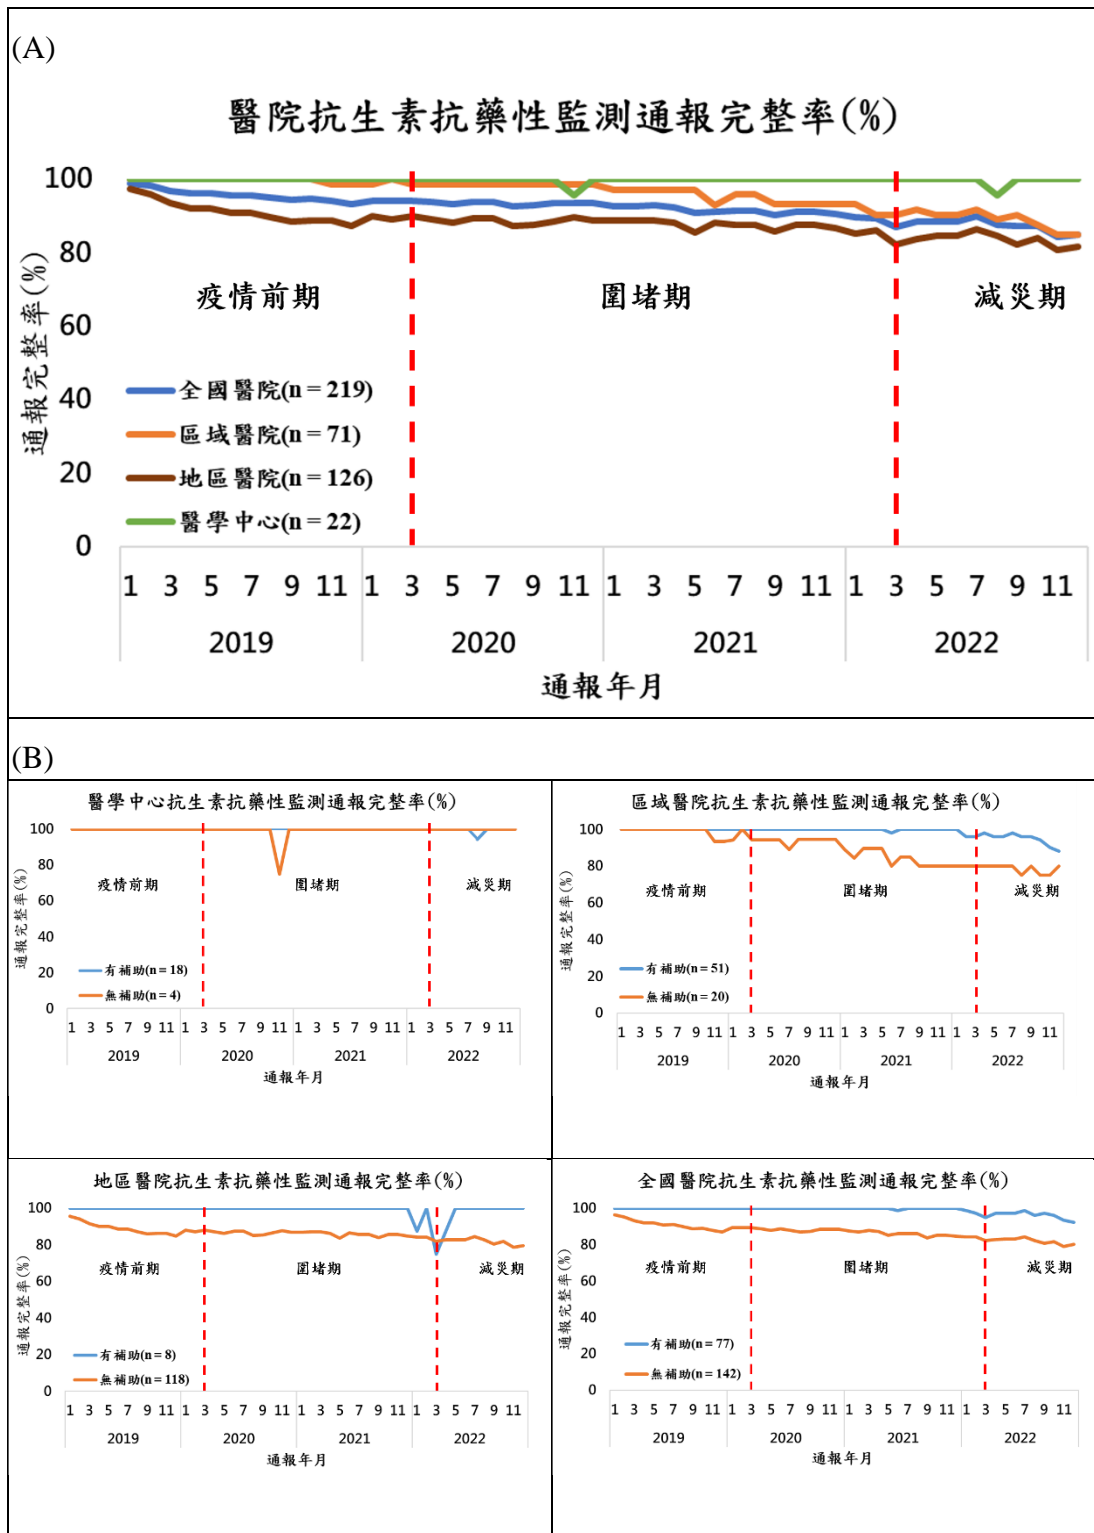 (A)
醫院抗生素抗藥性監測通報完整率(%)
通報完整率(%)
100
80
60
40
20
0
疫情前期
圍堵期
減災期
全國醫院(n = 219)
區域醫院(n = 71)
地區醫院(n = 126)
醫學中心(n = 22)
1 3 5 7 9 11 1 3 5 7 9 11 1 3 5 7 9 11 1 3 5 7 9 11
2019 2020 2021 2022
通報年月
(B)
醫學中心抗生素抗藥性監測通報完整率(%)
通報完整率(%)
100
80
60
40
20
0
疫情前期
圍堵期
減災期
有補助(n = 18)
無補助(n = 4)
1 3 5 7 9 11 1 3 5 7 9 11 1 3 5 7 9 11 1 3 5 7 9 11
2019 2020 2021 2022
通報年月
區域醫院抗生素抗藥性監測通報完整率(%)
通報完整率(%)
100
80
60
40
20
0
疫情前期
圍堵期
減災期
有補助(n = 51)
無補助(n = 20)
1 3 5 7 9 11 1 3 5 7 9 11 1 3 5 7 9 11 1 3 5 7 9 11
2019 2020 2021 2022
通報年月
地區醫院抗生素抗藥性監測通報完整率(%)
通報完整率(%)
100
80
60
40
20
0
疫情前期
圍堵期
減災期
有補助(n = 8)
無補助(n = 118)
1 3 5 7 9 11 1 3 5 7 9 11 1 3 5 7 9 11 1 3 5 7 9 11
2019 2020 2021 2022
通報年月
全國醫院抗生素抗藥性監測通報完整率(%)
通報完整率(%)
100
80
60
40
20
0
疫情前期
圍堵期
減災期
有補助(n = 77)
無補助(n = 142)
1 3 5 7 9 11 1 3 5 7 9 11 1 3 5 7 9 11 1 3 5 7 9 11
2019 2020 2021 2022
通報年月